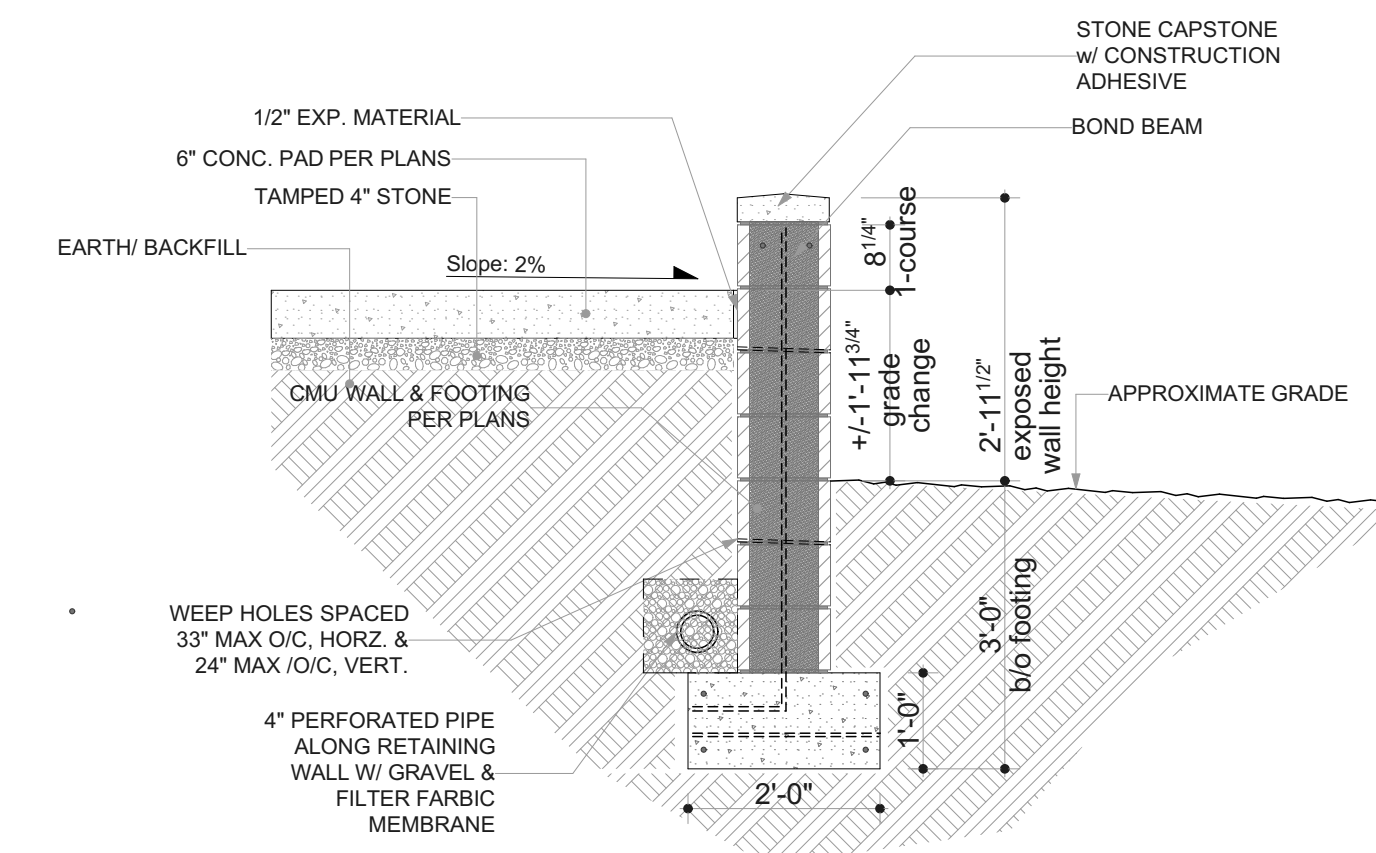 STONE CAPSTONE
w/ CONSTRUCTION
ADHESIVE
1/2" EXP. MATERIAL
BOND BEAM
6" CONC. PAD PER PLANS
TAMPED 4" STONE
EARTH/ BACKFILL
Slope: 2%
8 1/4"
1-course
+/-1'-11 3/4"
grade
change
2'-11 1/2"
exposed
wall height
CMU WALL & FOOTING
PER PLANS
APPROXIMATE GRADE
WEEP HOLES SPACED
33" MAX O/C, HORZ. &
24" MAX /O/C, VERT.
3'-0"
b/o footing
1'-0"
4" PERFORATED PIPE
ALONG RETAINING
WALL W/ GRAVEL &
FILTER FARBIC
MEMBRANE
2'-0"